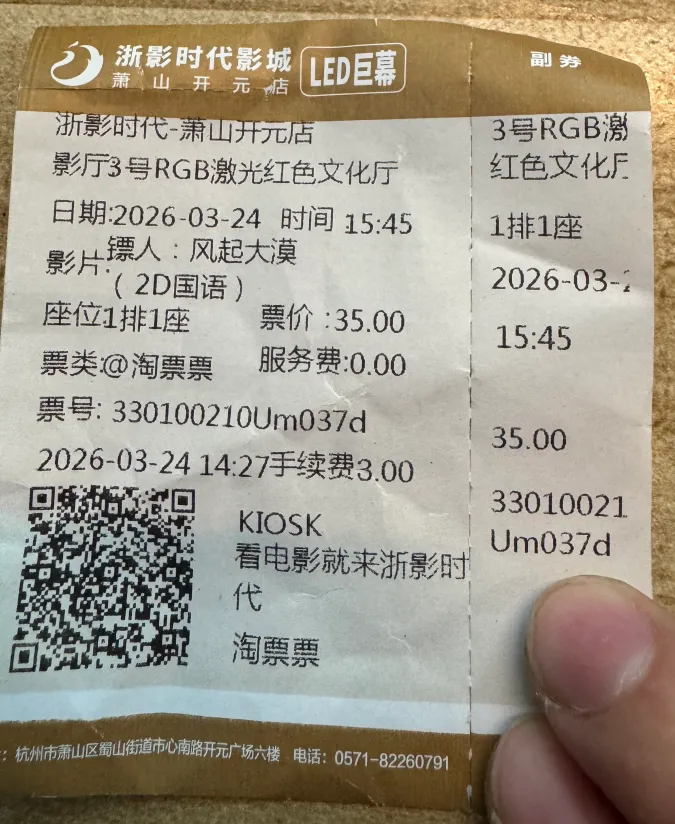 浙影时代影城
萧山开元店
LED巨幕
副券
浙影时代-萧山开元店
影厅3号RGB激光红色文化厅
日期:2026-03-24 时间 15:45
影片:镖人：风起大漠
（2D国语）
座位1排1座 票价:35.00
票类:@淘票票 服务费:0.00
票号: 330100210Um037d
2026-03-24 14:27手续费3.00
KIOSK
看电影就来浙影时
代
淘票票
3号RGB激
红色文化厅
1排1座
2026-03-2
15:45
35.00
33010021
Um037d
：杭州市萧山区蜀山街道市心南路开元广场六楼 电话：0571-82260791